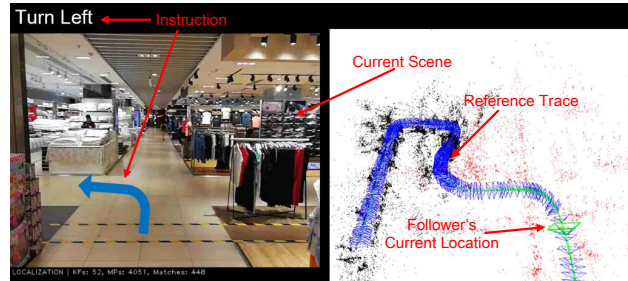 Turn Left
Instruction
Current Scene
Reference Trace
Follower's
Current Location
LOCALIZATION | KFs: 52, MPs: 4051, Matches: 448